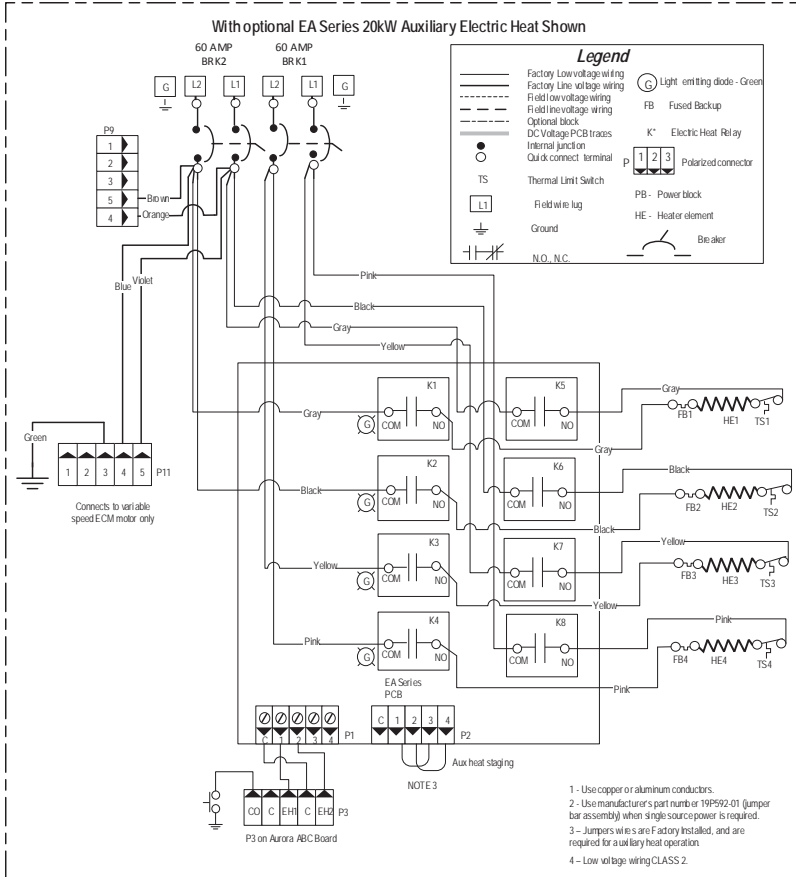 With optional EA Series 20kW Auxiliary Electric Heat Shown
60 AMP
BRK2
60 AMP
BRK1
G
L2
L1
L2
L1
G
Legend
Factory Low voltage wiring
Factory Line voltage wiring
Field low voltage wiring
Field line voltage wiring
Optional block
DC Voltage PCB traces
Internal junction
Quick connect terminal
TS
Thermal Limit Switch
L1
Field wire lug
Ground
N.O., N.C.
G
Light emitting diode - Green
FB
Fused Backup
K*
Electric Heat Relay
P
1 2 3
Polarized connector
PB - Power block
HE - Heater element
Breaker
P9
1
2
3
5
4
Brown
Orange
Blue
Violet
Pink
Black
Gray
Yellow
Green
1 2 3 4 5
P11
Connects to variable
speed ECM motor only
Gray
G
K1
COM
NO
K5
COM
NO
Gray
FB1
HE1
TS1
Gray
Black
G
K2
COM
NO
K6
COM
NO
Black
FB2
HE2
TS2
Black
Yellow
G
K3
COM
NO
K7
COM
NO
Yellow
FB3
HE3
TS3
Yellow
Pink
G
K4
COM
NO
K8
COM
NO
Pink
FB4
HE4
TS4
Pink
EA Series
PCB
C 1 2 3 4
P1
C 1 2 3 4
P2
Aux heat staging
NOTE 3
CO C EH1 C EH2
P3
P3 on Aurora ABC Board
1 - Use copper or aluminum conductors.
2 - Use manufacturer's part number 19P592-01 (jumper
bar assembly) when single source power is required.
3 – Jumpers wires are Factory Installed, and are
required for auxiliary heat operation.
4 – Low voltage wiring CLASS 2.